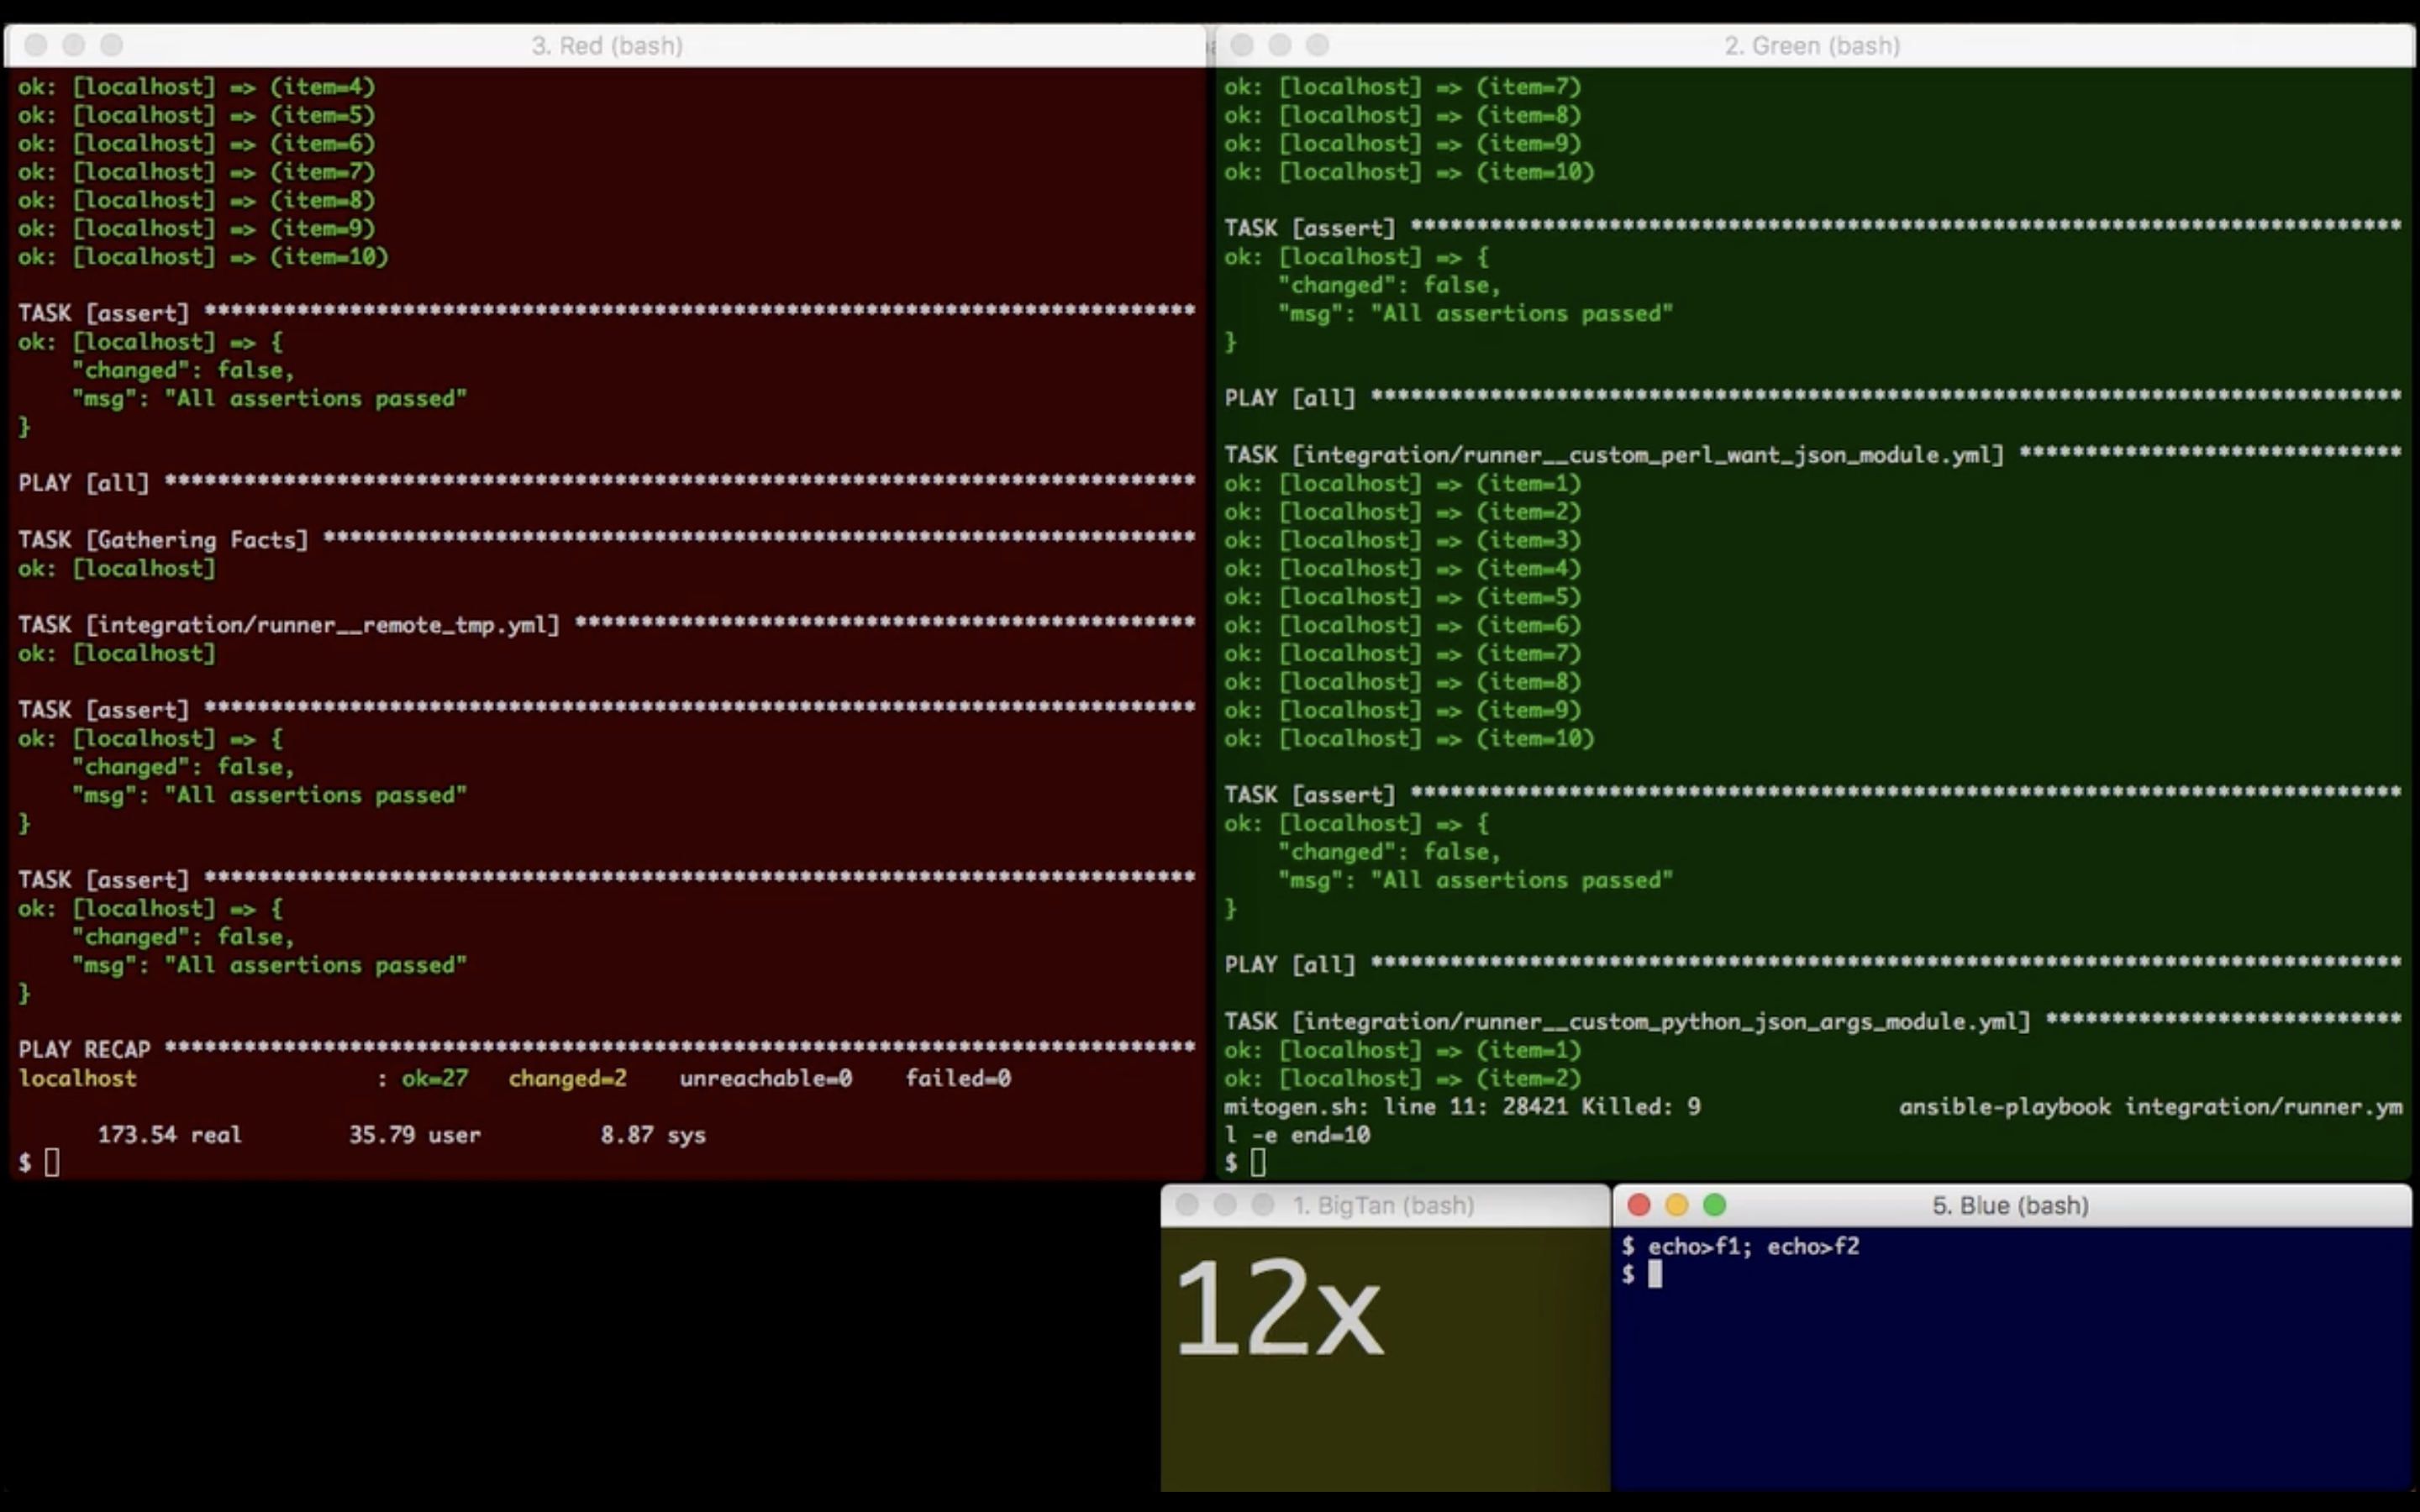 3. Red (bash)
ok: [localhost] => (item=4)
ok: [localhost] => (item=5)
ok: [localhost] => (item=6)
ok: [localhost] => (item=7)
ok: [localhost] => (item=8)
ok: [localhost] => (item=9)
ok: [localhost] => (item=10)
TASK [assert] ***************************************************************************
ok: [localhost] => {
    "changed": false,
    "msg": "All assertions passed"
}
PLAY [all] ******************************************************************************
TASK [Gathering Facts] ******************************************************************
ok: [localhost]
TASK [integration/runner__remote_tmp.yml] ***********************************************
ok: [localhost]
TASK [assert] ***************************************************************************
ok: [localhost] => {
    "changed": false,
    "msg": "All assertions passed"
}
TASK [assert] ***************************************************************************
ok: [localhost] => {
    "changed": false,
    "msg": "All assertions passed"
}
PLAY RECAP ******************************************************************************
localhost                  : ok=27   changed=2    unreachable=0    failed=0
      173.54 real        35.79 user         8.87 sys
$
2. Green (bash)
ok: [localhost] => (item=7)
ok: [localhost] => (item=8)
ok: [localhost] => (item=9)
ok: [localhost] => (item=10)
TASK [assert] ***************************************************************************
ok: [localhost] => {
    "changed": false,
    "msg": "All assertions passed"
}
PLAY [all] ******************************************************************************
TASK [integration/runner__custom_perl_want_json_module.yml] *****************************
ok: [localhost] => (item=1)
ok: [localhost] => (item=2)
ok: [localhost] => (item=3)
ok: [localhost] => (item=4)
ok: [localhost] => (item=5)
ok: [localhost] => (item=6)
ok: [localhost] => (item=7)
ok: [localhost] => (item=8)
ok: [localhost] => (item=9)
ok: [localhost] => (item=10)
TASK [assert] ***************************************************************************
ok: [localhost] => {
    "changed": false,
    "msg": "All assertions passed"
}
PLAY [all] ******************************************************************************
TASK [integration/runner__custom_python_json_args_module.yml] ***************************
ok: [localhost] => (item=1)
ok: [localhost] => (item=2)
mitogen.sh: line 11: 28421 Killed: 9               ansible-playbook integration/runner.ym
l -e end=10
$
1. BigTan (bash)
12x
5. Blue (bash)
$ echo>f1; echo>f2
$